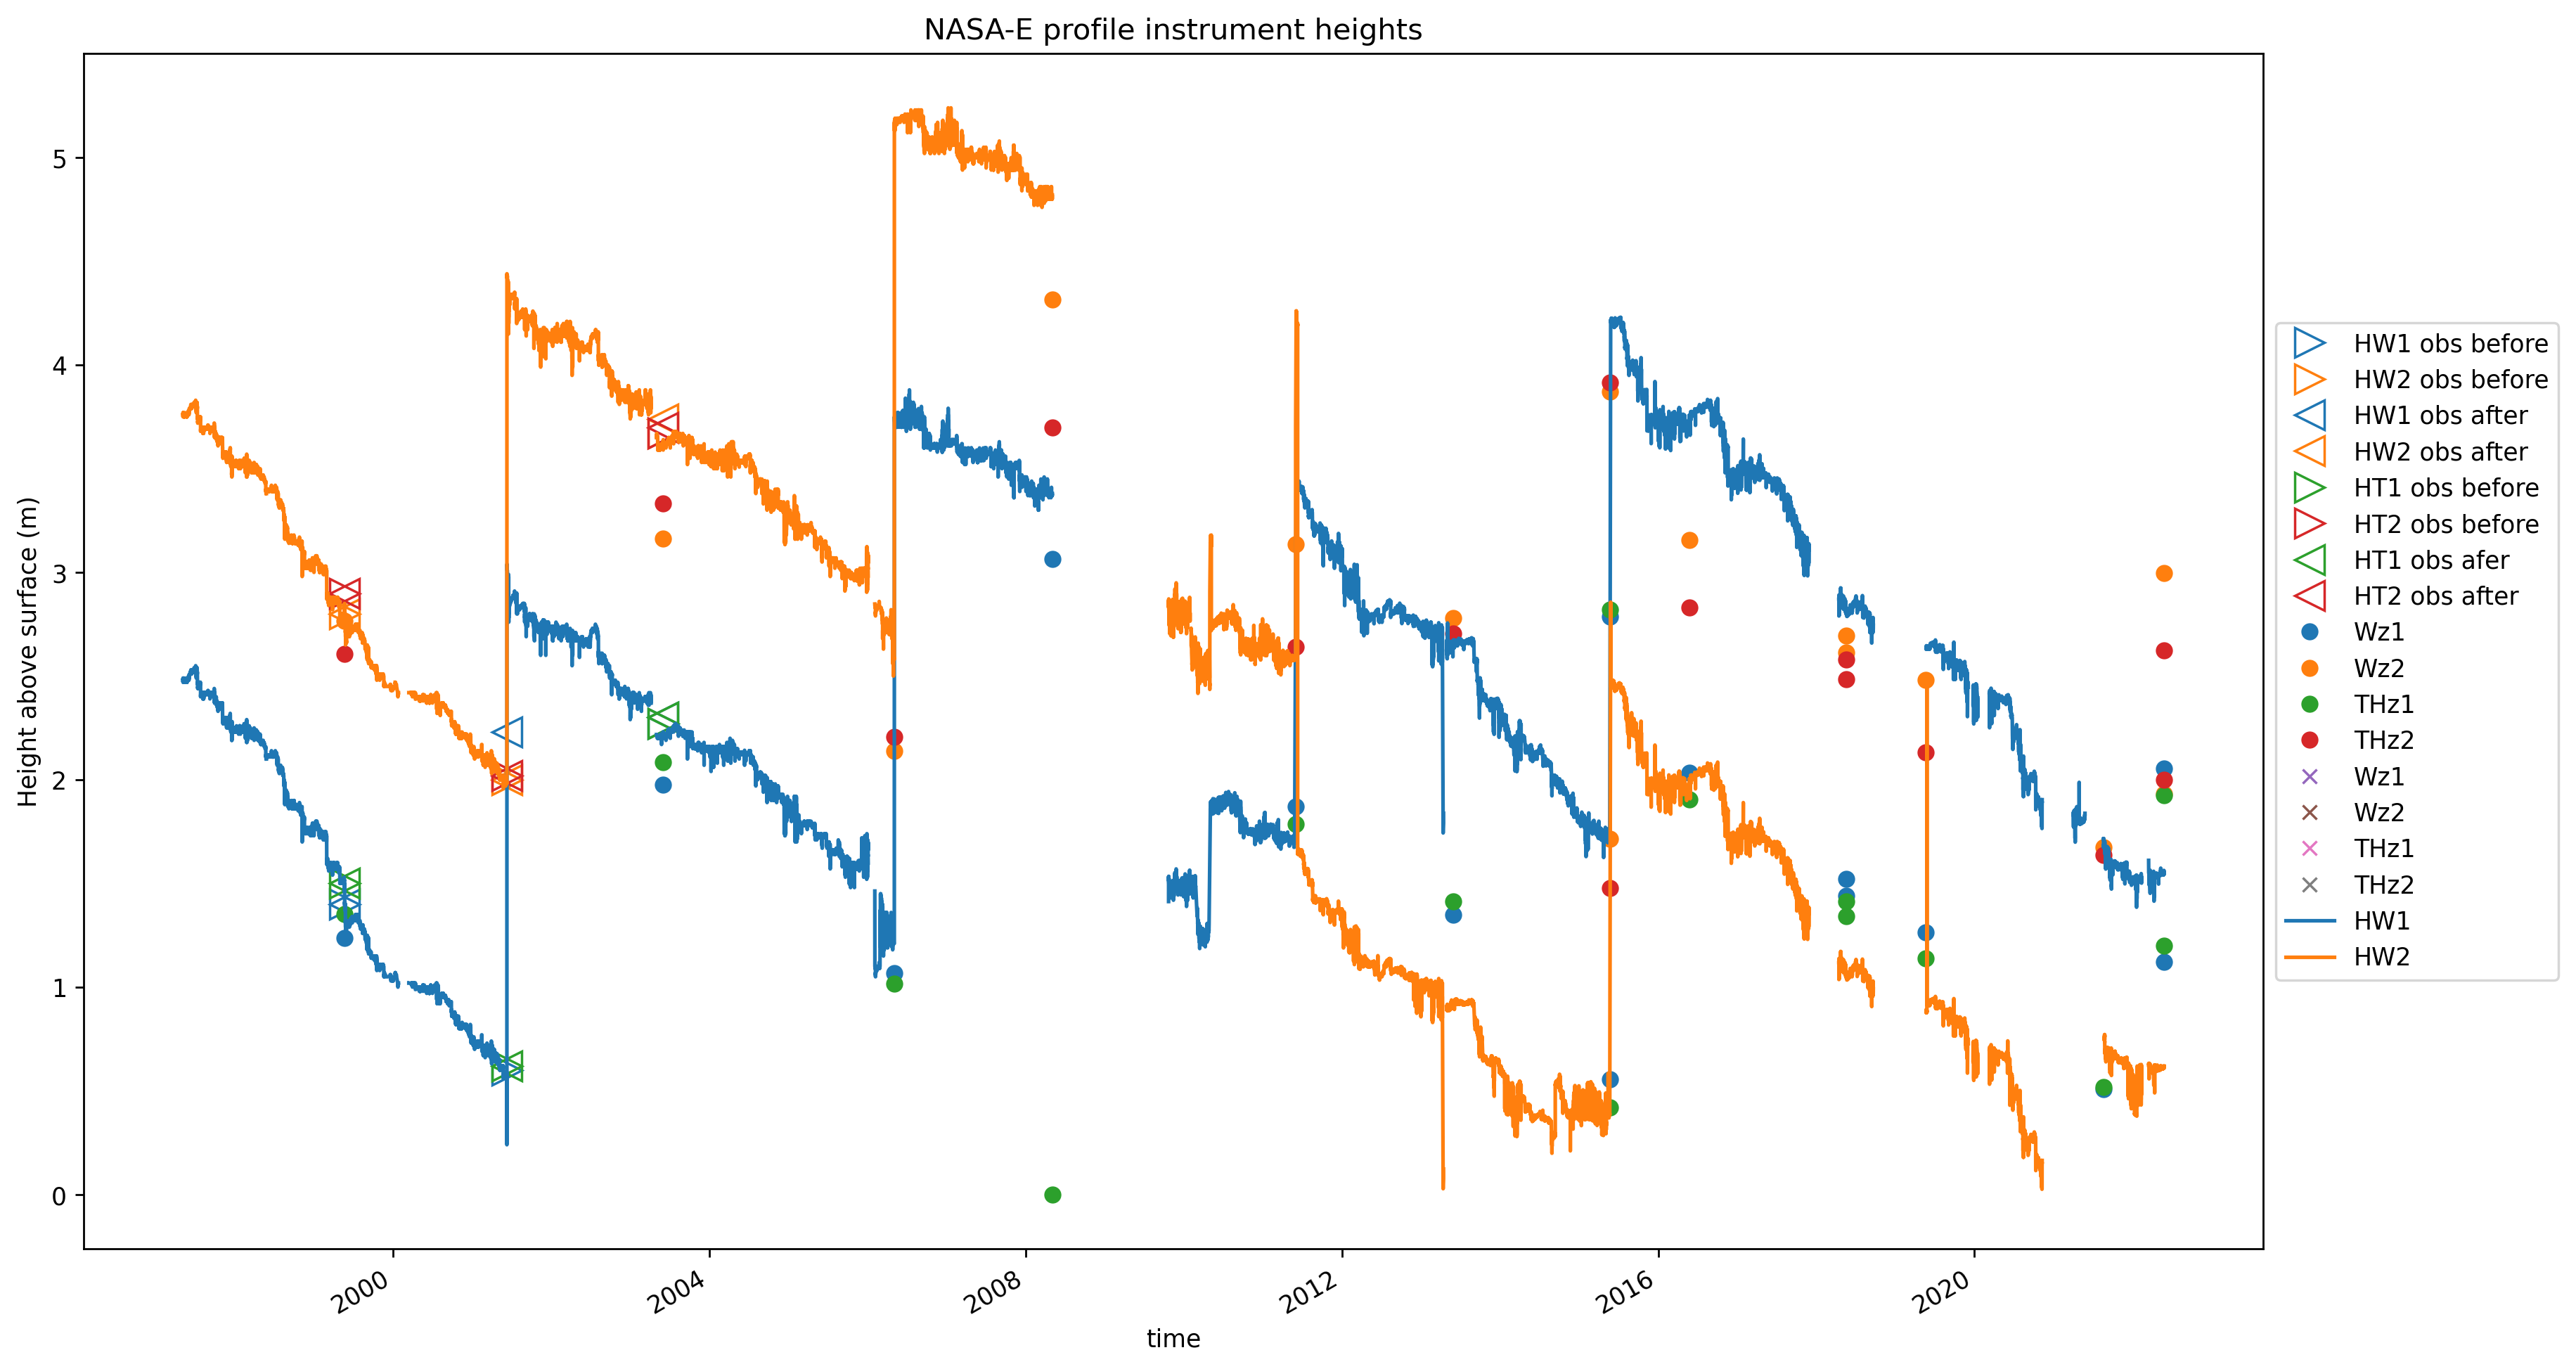 NASA-E profile instrument heights
Height above surface (m)
5
4
3
2
1
0
2000
2004
2008
2012
2016
2020
time
HW1 obs before
HW2 obs before
HW1 obs after
HW2 obs after
HT1 obs before
HT2 obs before
HT1 obs afer
HT2 obs after
Wz1
Wz2
THz1
THz2
Wz1
Wz2
THz1
THz2
HW1
HW2